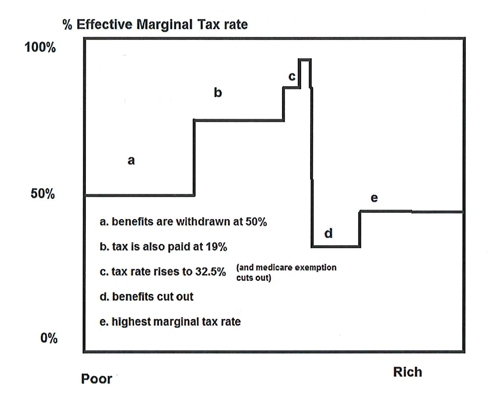 % Effective Marginal Tax rate
100%
c
b
a
50%
e
a. benefits are withdrawn at 50%
d
b. tax is also paid at 19%
c. tax rate rises to 32.5% (and medicare exemption
cuts out)
d. benefits cut out
e. highest marginal tax rate
0%
Poor
Rich